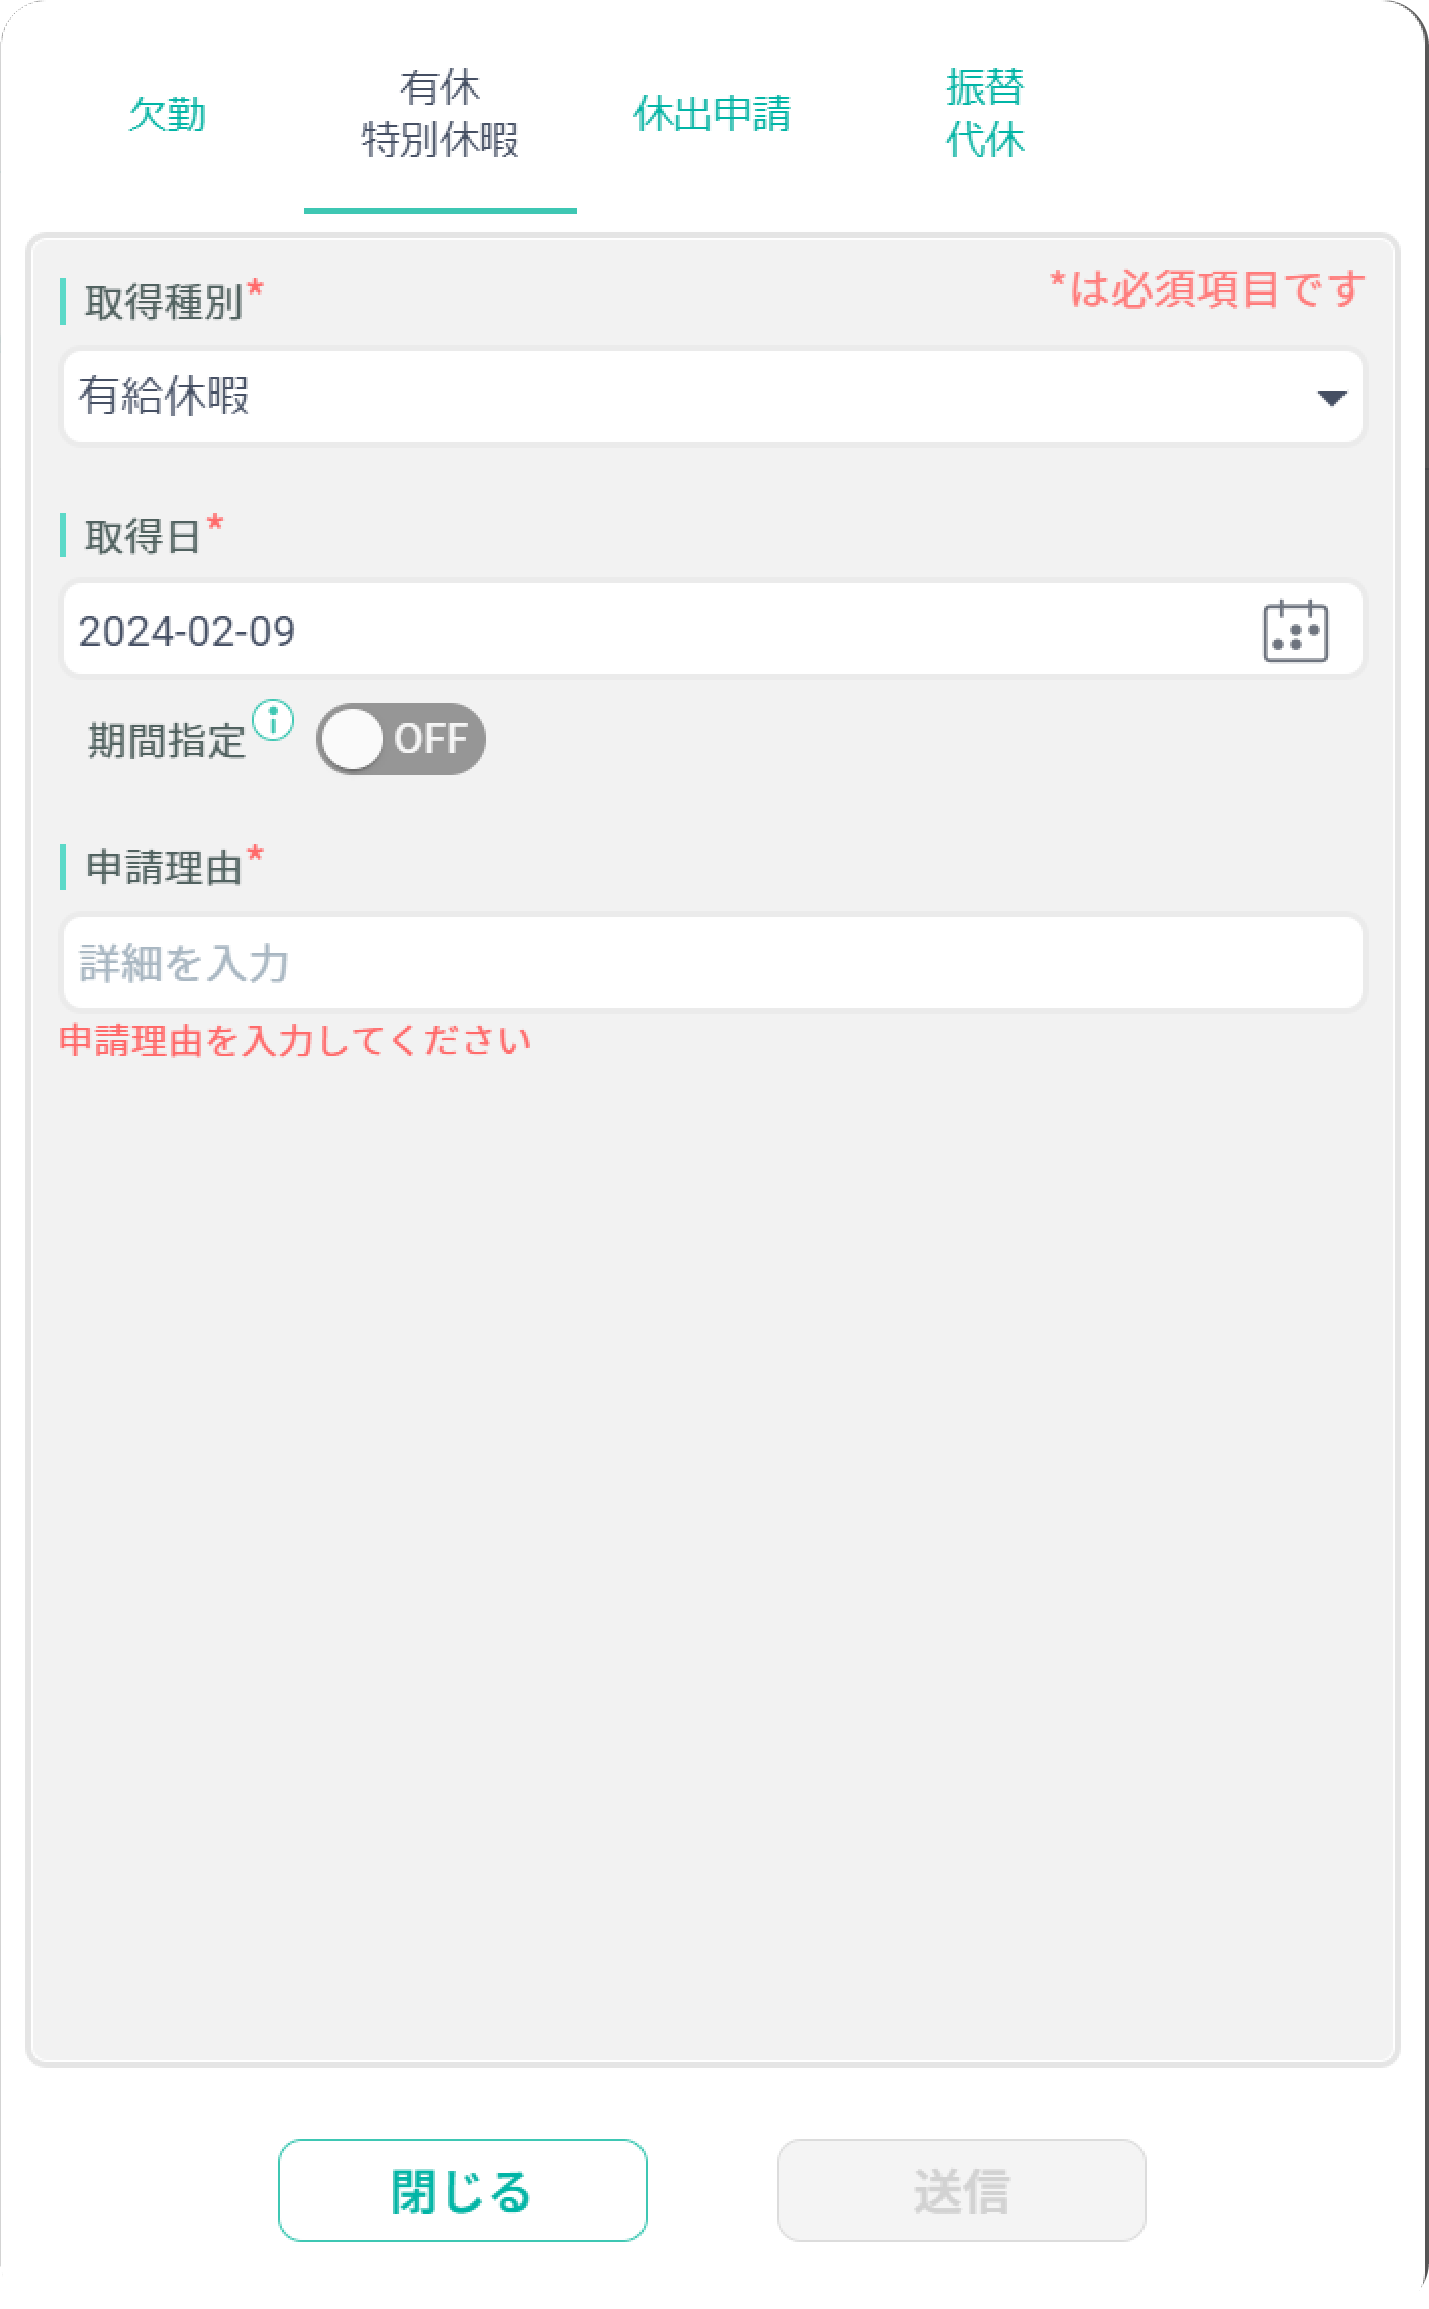 欠勤
有休
特別休暇
休出申請
振替
代休
取得種別*
*は必須項目です
有給休暇
取得日*
2024-02-09
期間指定
OFF
申請理由*
詳細を入力
申請理由を入力してください
閉じる
送信